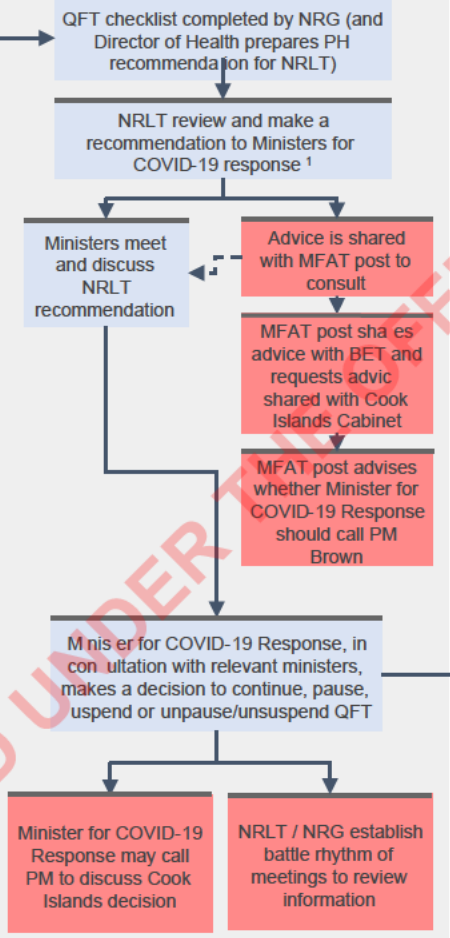 QFT checklist completed by NRG (and
Director of Health prepares PH
recommenda ion for NRLT)
NRLT review and make a
recommendation to Ministers for
COVID-19 response 1
Ministers meet
and discuss
NRLT
recommendation
Advice is shared
with MFAT post to
consult
MFAT post sha es
advice with BET and
requests advic
shared with Cook
Islands Cabinet
MFAT post advises
whether Minister for
COVID-19 Response
should call PM
Brown
M nis er for COVID-19 Response, in
con ultation with relevant ministers,
makes a decision to continue, pause,
uspend or unpause/unsuspend QFT
Minister for COVID-19
Response may call
PM to discuss Cook
Islands decision
NRLT / NRG establish
battle rhythm of
meetings to review
information
UNDER THE